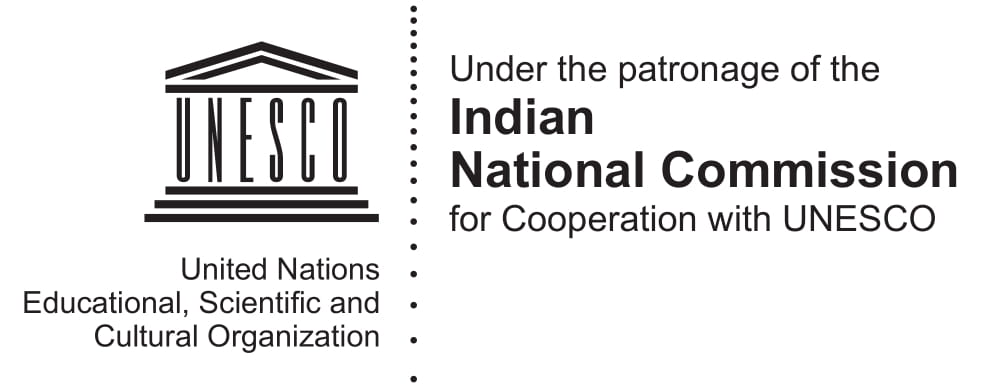 UNESCO
United Nations
Educational, Scientific and
Cultural Organization
Under the patronage of the
Indian
National Commission
for Cooperation with UNESCO